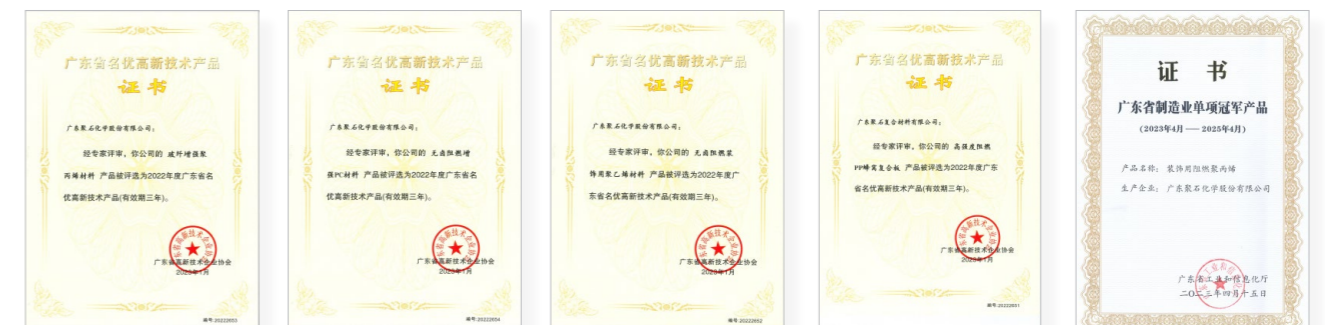 广东省名优高新技术产品
证书
广东聚石化学股份有限公司：
经专家评审，你公司的 玻纤增强聚
丙烯材料 产品被评选为2022年度广东省名
优高新技术产品(有效期三年)。
广东省高新技术企业协会
2023年1月
编号:20222653
广东省名优高新技术产品
证书
广东聚石化学股份有限公司：
经专家评审，你公司的 无卤阻燃增
强PC材料 产品被评选为2022年度广东省名
优高新技术产品(有效期三年)。
广东省高新技术企业协会
2023年1月
编号:20222654
广东省名优高新技术产品
证书
广东聚石化学股份有限公司：
经专家评审，你公司的 无卤阻燃装
饰用聚乙烯材料 产品被评选为2022年度广
东省名优高新技术产品(有效期三年)。
广东省高新技术企业协会
2023年1月
编号:20222652
广东省名优高新技术产品
证书
广东聚石复合材料有限公司：
经专家评审，你公司的 高强度阻燃
PP蜂窝复合板 产品被评选为2022年度广东
省名优高新技术产品(有效期三年)。
广东省高新技术企业协会
2023年1月
编号:20222651
证书
广东省制造业单项冠军产品
(2023年4月——2025年4月)
产品名称： 装饰用阻燃聚丙烯
生产企业： 广东聚石化学股份有限公司
广东省工业和信息化厅
二〇二三年四月十五日